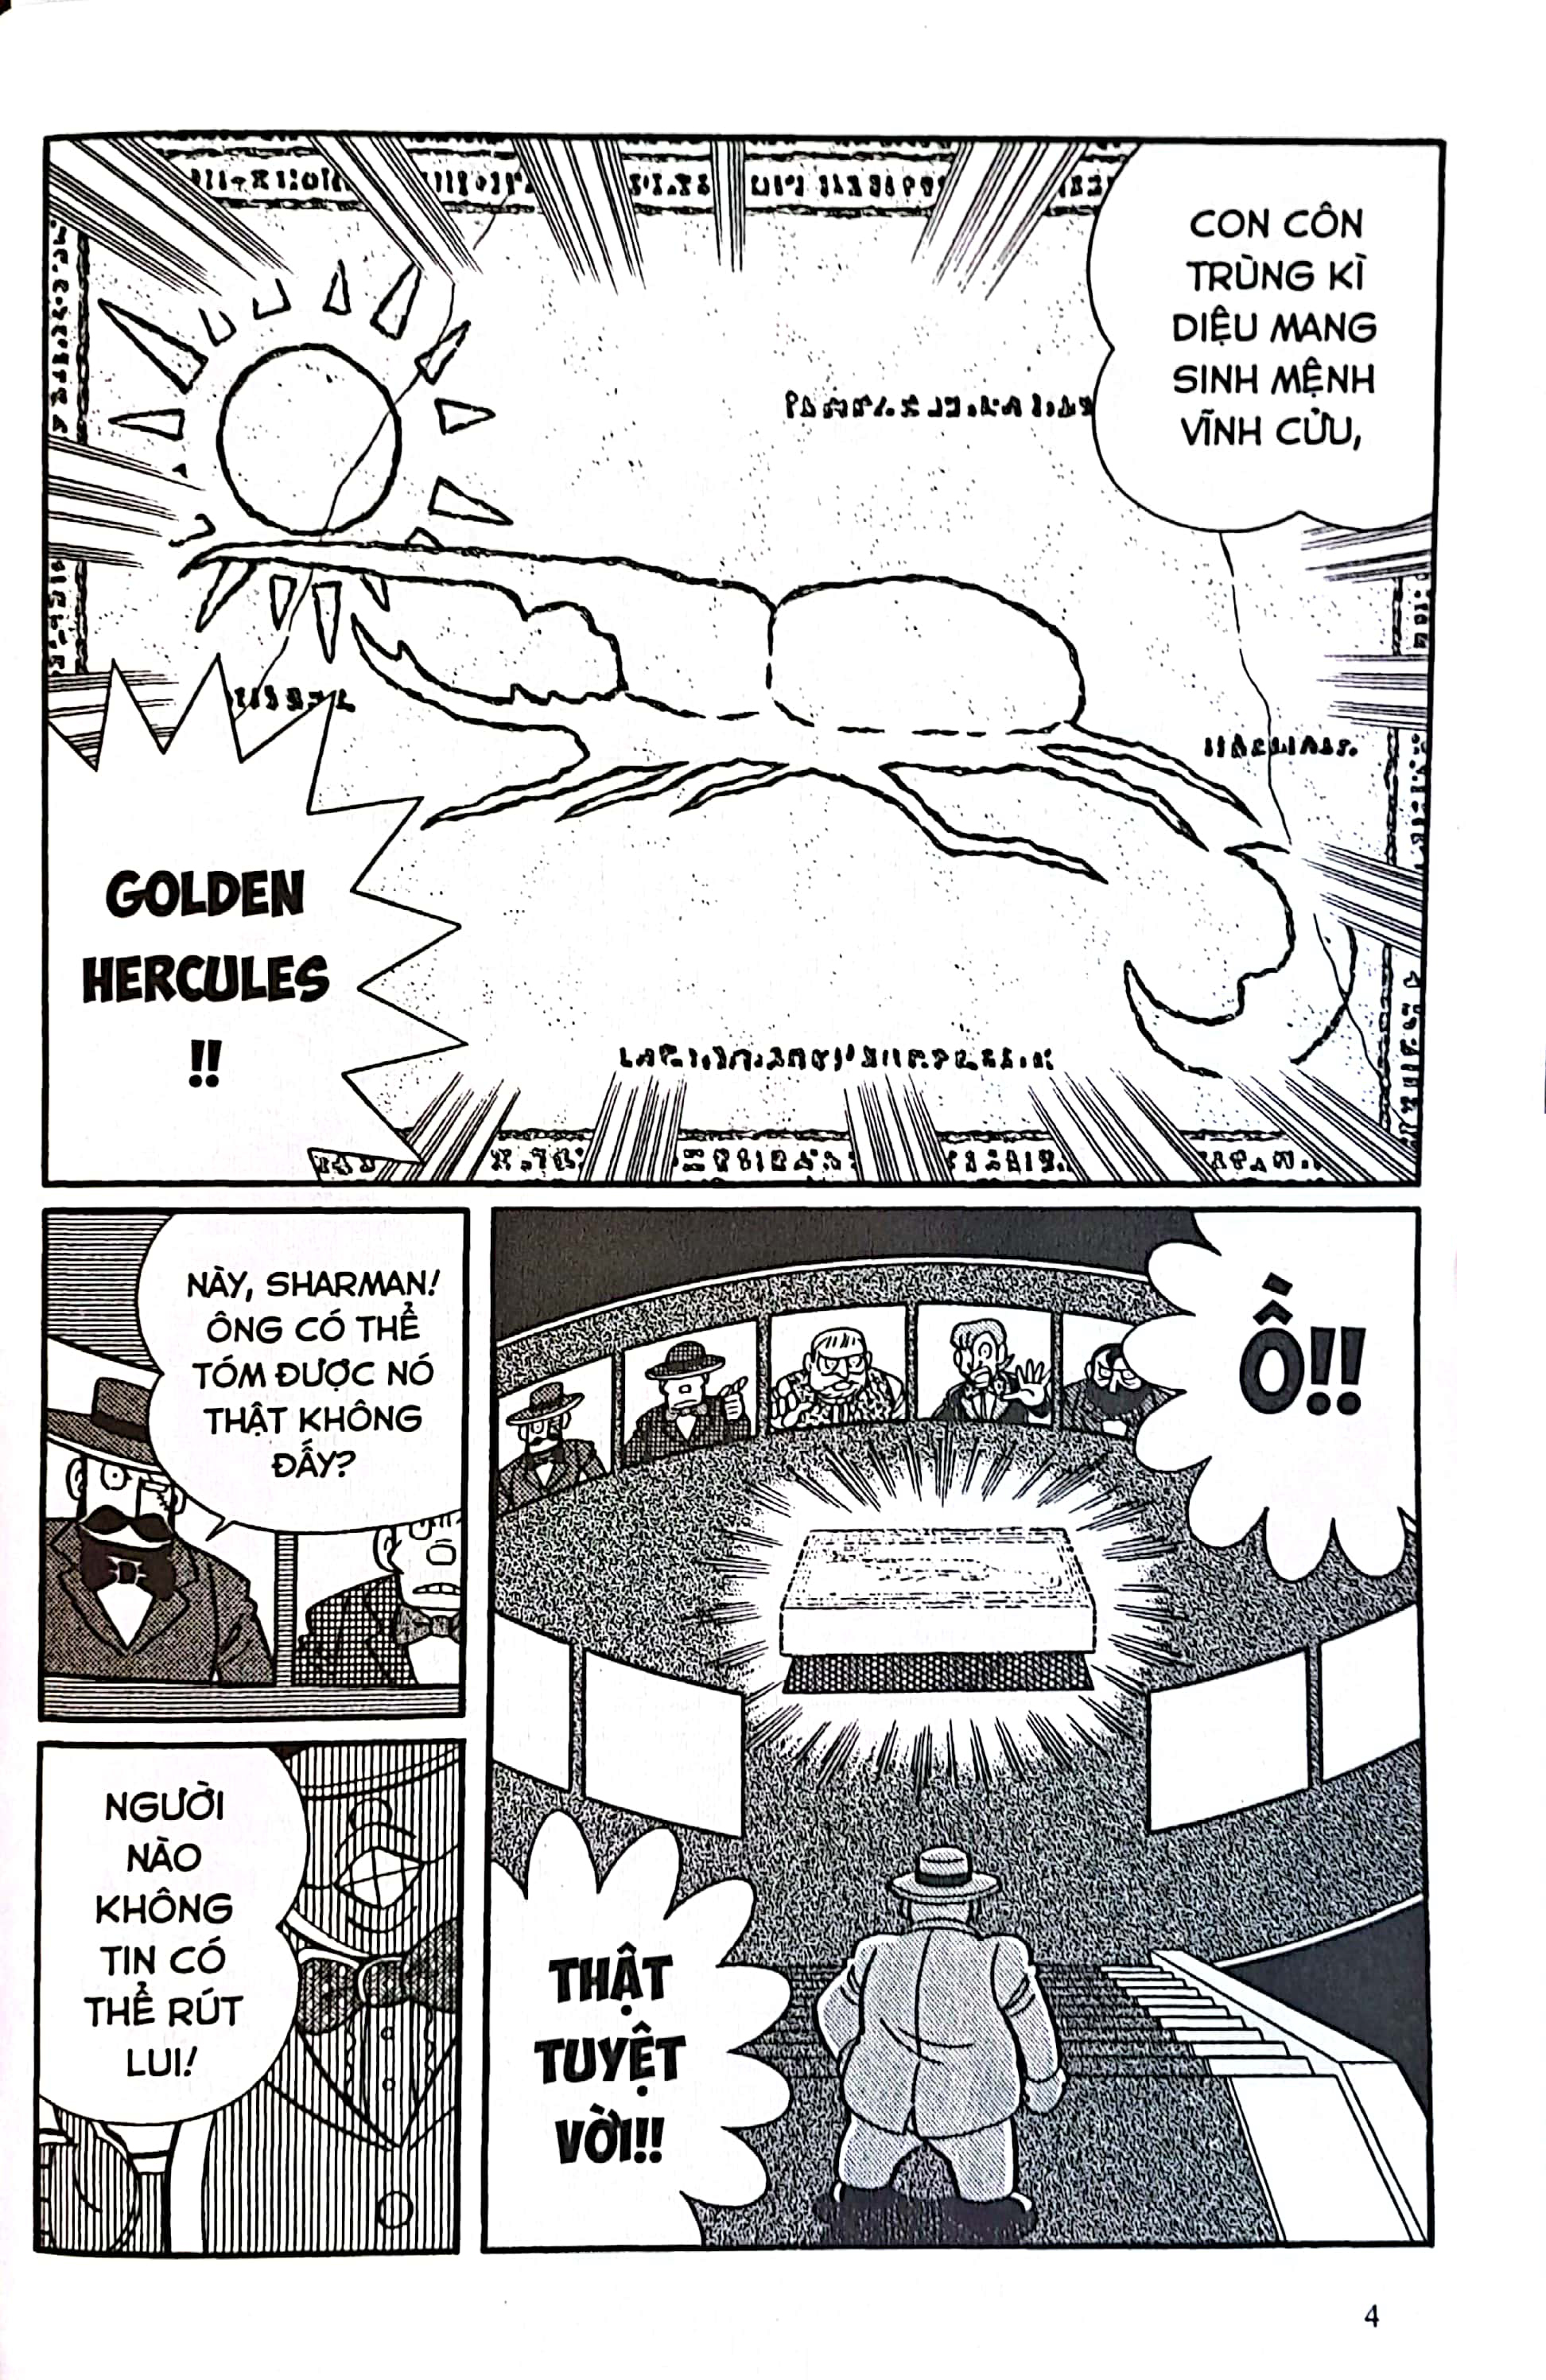 CON CÔN
TRÙNG KÌ
DIỆU MANG
SINH MỆNH
VĨNH CỬU,
GOLDEN
HERCULES
!!
Ồ!!
THẬT
TUYỆT
VỜI!!
NÀY, SHARMAN!
ÔNG CÓ THỂ
TÓM ĐƯỢC NÓ
THẬT KHÔNG
ĐẤY?
NGƯỜI
NÀO
KHÔNG
TIN CÓ
THỂ RÚT
LUI!
4